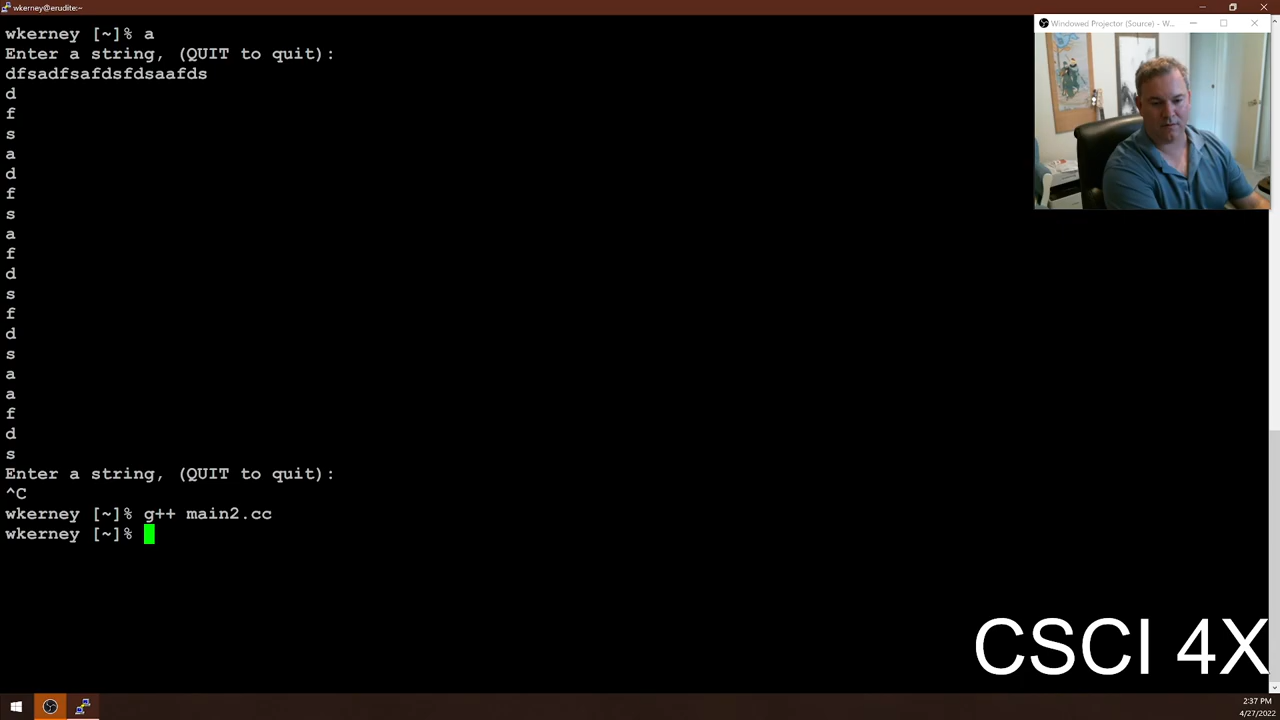 wkerney@erudite:~
Windowed Projector (Source) - W...
wkerney [~]% a
Enter a string, (QUIT to quit):
dfsadfsafdsfdsaafds
d
f
s
a
d
f
s
a
f
d
s
f
d
s
a
a
f
d
s
Enter a string, (QUIT to quit):
^C
wkerney [~]% g++ main2.cc
wkerney [~]%
CSCI 4X
2:37 PM
4/27/2022